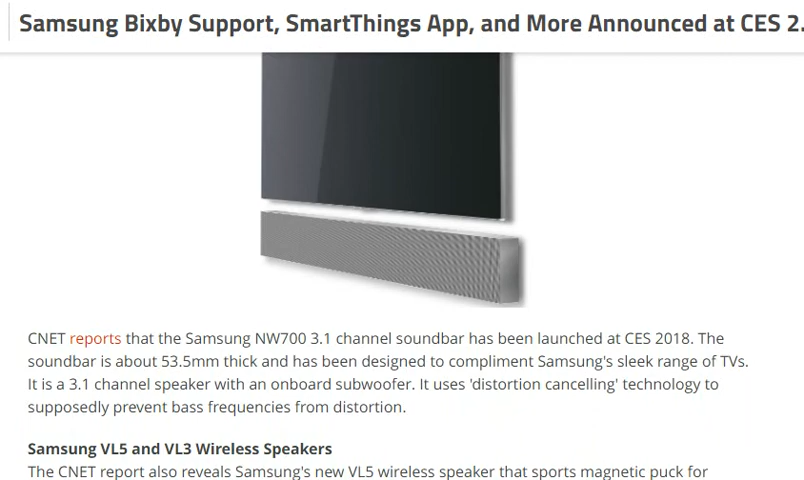 Samsung Bixby Support, SmartThings App, and More Announced at CES 2.
CNET reports that the Samsung NW700 3.1 channel soundbar has been launched at CES 2018. The
soundbar is about 53.5mm thick and has been designed to compliment Samsung's sleek range of TVs.
It is a 3.1 channel speaker with an onboard subwoofer. It uses 'distortion cancelling' technology to
supposedly prevent bass frequencies from distortion.
Samsung VL5 and VL3 Wireless Speakers
The CNET report also reveals Samsung's new VL5 wireless speaker that sports magnetic puck for